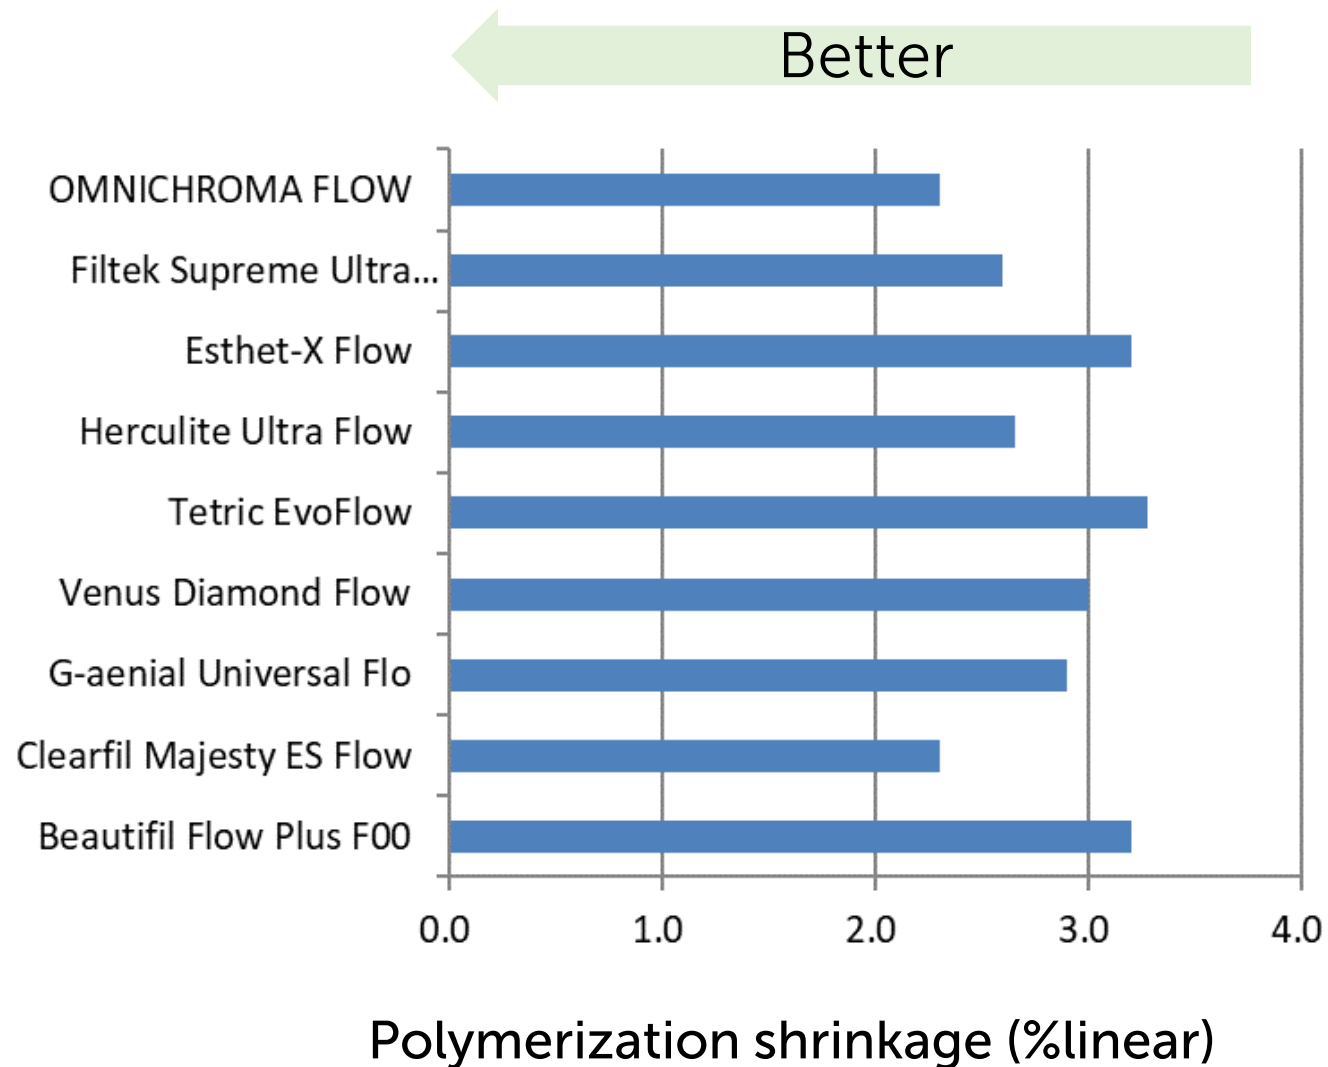 Better
OMNICHROMA FLOW
Filtek Supreme Ultra...
Esthet-X Flow
Herculite Ultra Flow
Tetric EvoFlow
Venus Diamond Flow
G-aenial Universal Flo
Clearfil Majesty ES Flow
Beautifil Flow Plus F00
0.0 1.0 2.0 3.0 4.0
Polymerization shrinkage (%linear)